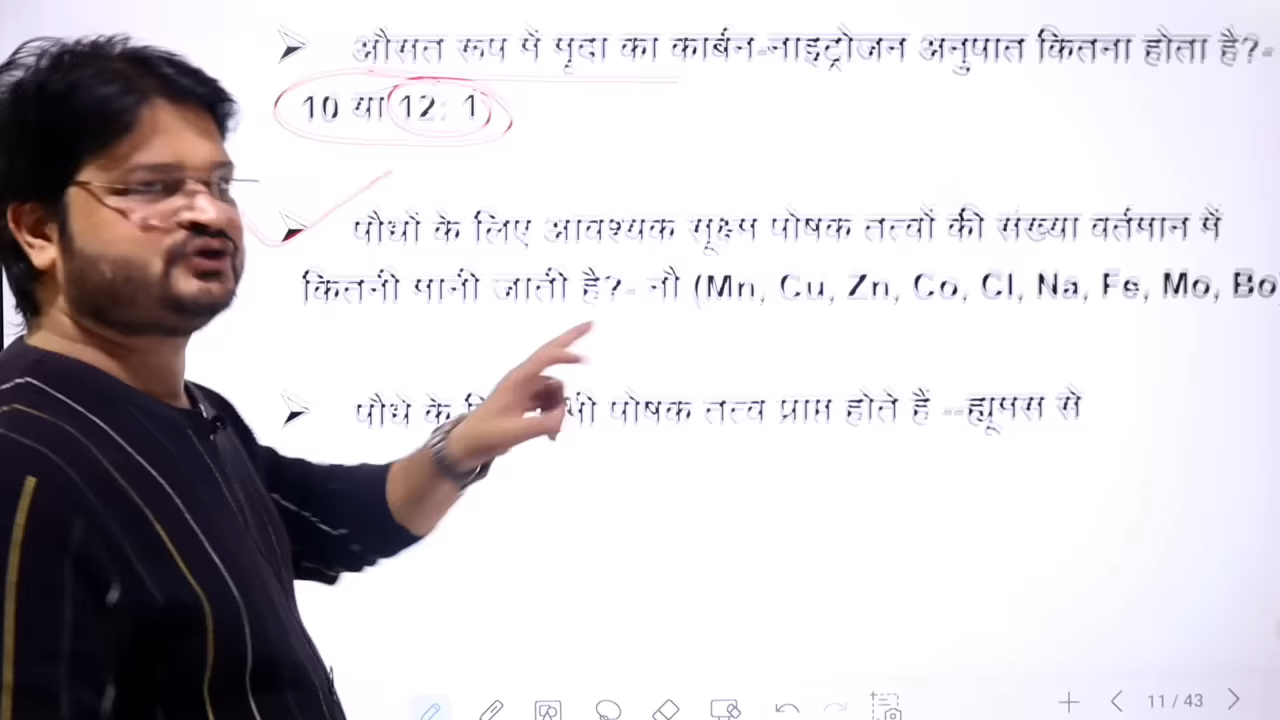 औसत रूप में मृदा का कार्बन-नाइट्रोजन अनुपात कितना होता है?-
10 या 12: 1
पौधों के लिए आवश्यक सूक्ष्म पोषक तत्वों की संख्या वर्तमान में
कितनी मानी जाती है?- नौ (Mn, Cu, Zn, Co, Cl, Na, Fe, Mo, Bo
पौधे के भी पोषक तत्व प्राप्त होते हैं --ह्यूमस से
11 / 43